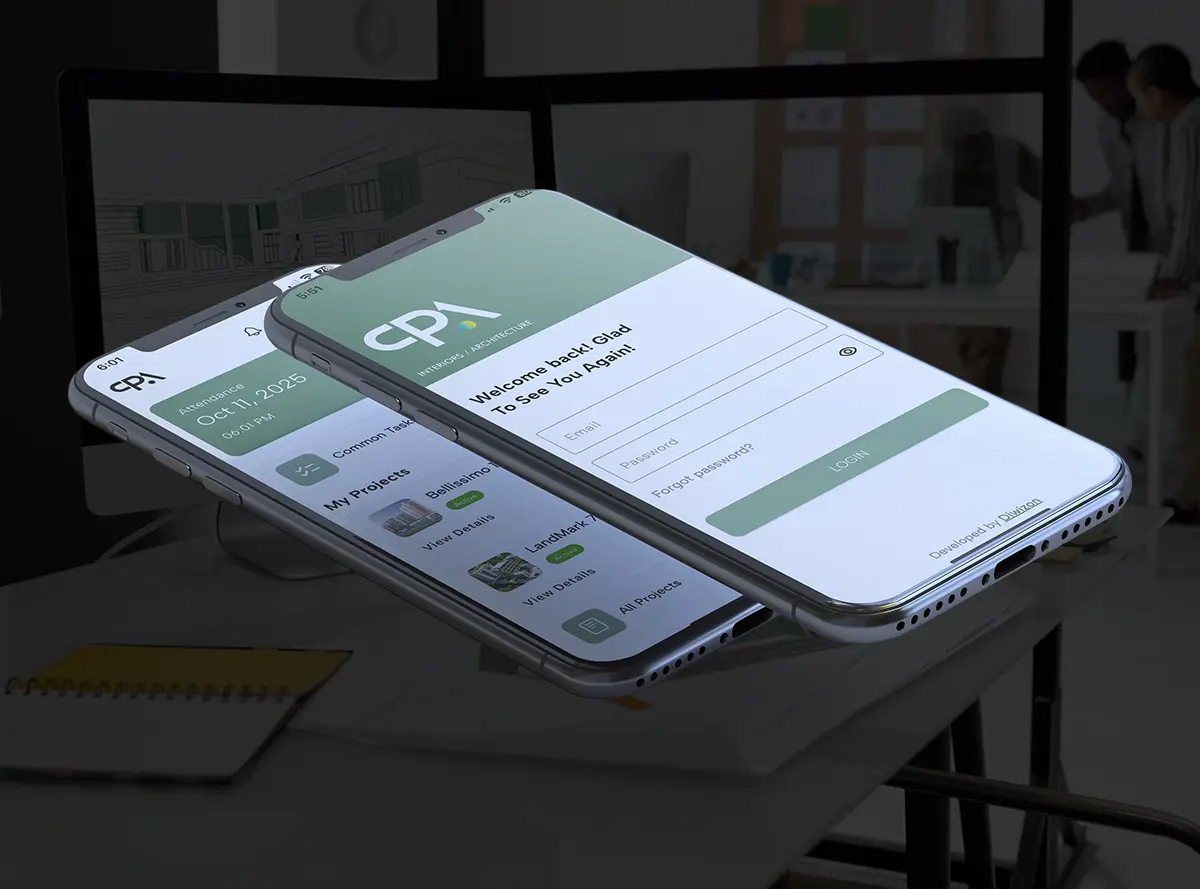 6:01
CPA
Attendance
Oct 11, 2025
06:01 PM
Common Task
My Projects
Bellissimo
Active
View Details
LandMark 7
Active
View Details
All Projects
5:51
CPA
INTERIORS / ARCHITECTURE
Welcome back! Glad
To See You Again!
Email
Password
Forgot password?
LOGIN
Developed by Diwizon